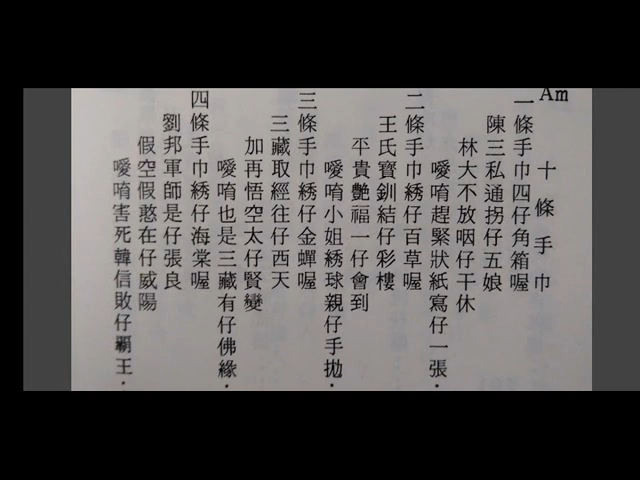 Am
十條手巾
一條手巾四仔角箱喔
陳三私通拐仔五娘
林大不放咽仔干休
噯唷趕緊狀紙寫仔一張．
二條手巾綉仔百草喔
王氏寶釧結仔彩樓
平貴艷福一仔會到
噯唷小姐綉球親仔手拋．
三條手巾綉仔金蟬喔
三藏取經往仔西天
加再悟空太仔賢變
噯唷也是三藏有仔佛緣．
四條手巾綉仔海棠喔
劉邦軍師是仔張良
假空假憨在仔咸陽
噯唷害死韓信敗仔霸王．